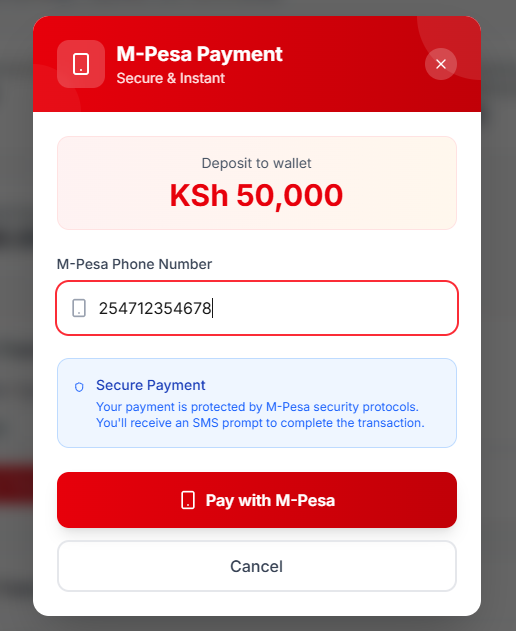 M-Pesa Payment
Secure & Instant
Deposit to wallet
KSh 50,000
M-Pesa Phone Number
254712354678
Secure Payment
Your payment is protected by M-Pesa security protocols.
You'll receive an SMS prompt to complete the transaction.
Pay with M-Pesa
Cancel